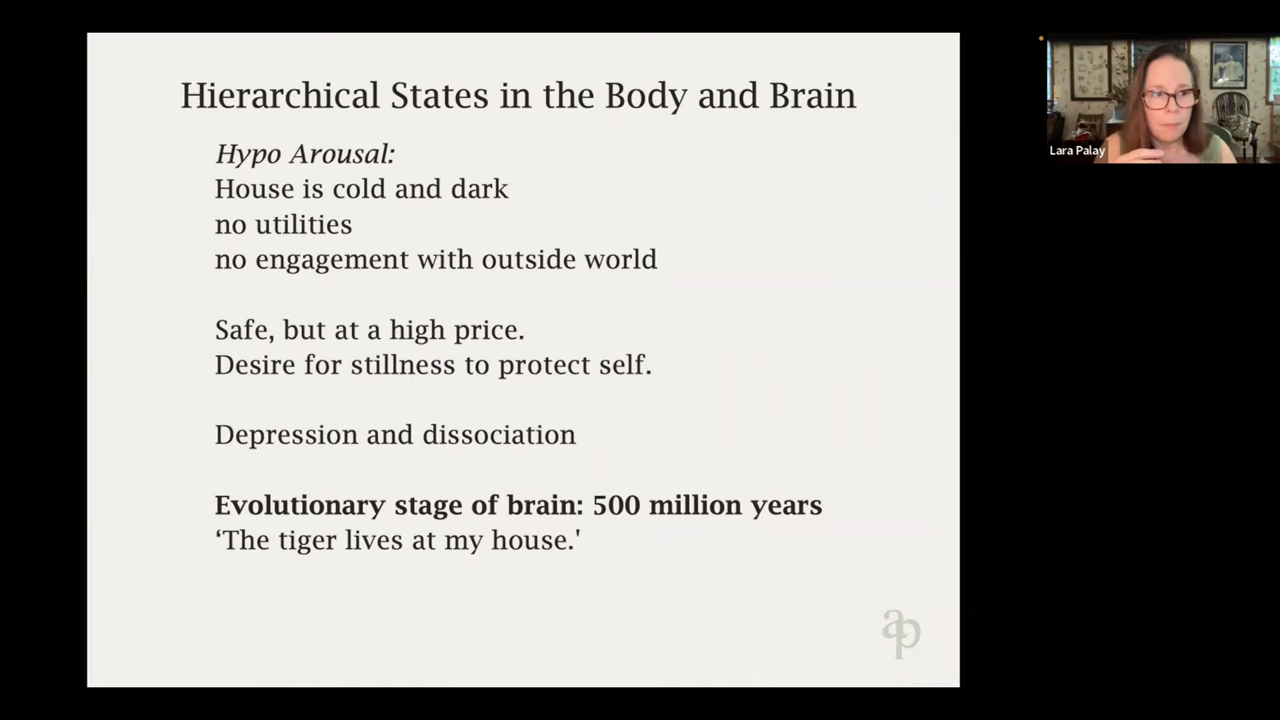 Hierarchical States in the Body and Brain
Hypo Arousal:
House is cold and dark
no utilities
no engagement with outside world
Safe, but at a high price.
Desire for stillness to protect self.
Depression and dissociation
Evolutionary stage of brain: 500 million years
‘The tiger lives at my house.'
ap
Lara Palay